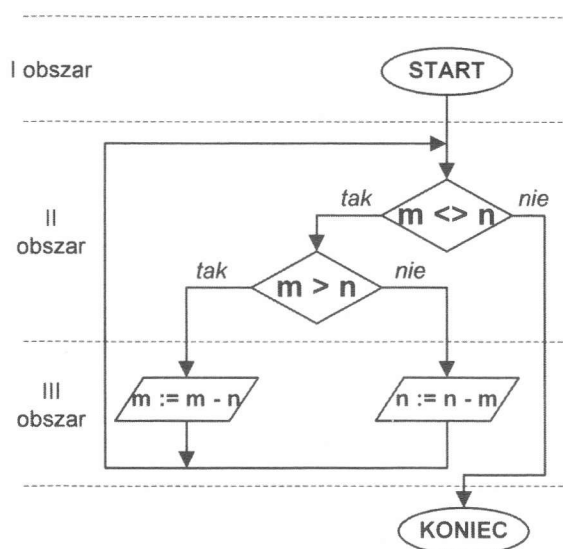 I obszar
START
II
obszar
tak
m <> n
nie
tak
m > n
nie
III
obszar
m := m - n
n := n - m
KONIEC